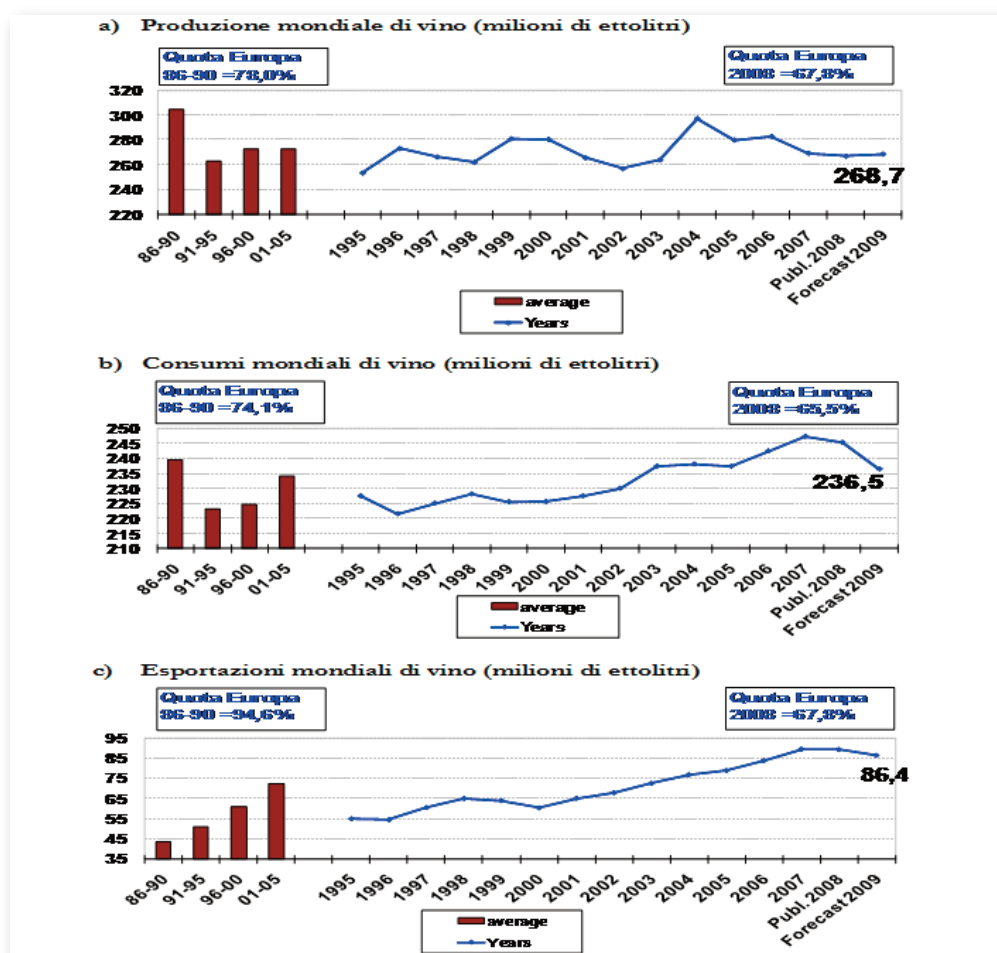 a) Produzione mondiale di vino (milioni di ettolitri)
Quota Europa
86-90 =78,0%
Quota Europa
2008 =67,8%
320
300
280
260
240
220
268,7
86-90 91-95 96-00 01-05 1995 1996 1997 1998 1999 2000 2001 2002 2003 2004 2005 2006 2007 Publ. 2008 Forecast 2009
average
Years
b) Consumi mondiali di vino (milioni di ettolitri)
Quota Europa
86-90 =74,1%
Quota Europa
2008 =65,5%
250
245
240
235
230
225
220
215
210
236,5
86-90 91-95 96-00 01-05 1995 1996 1997 1998 1999 2000 2001 2002 2003 2004 2005 2006 2007 Publ. 2008 Forecast 2009
average
Years
c) Esportazioni mondiali di vino (milioni di ettolitri)
Quota Europa
86-90 =94,6%
Quota Europa
2008 =67,8%
95
85
75
65
55
45
35
86,4
86-90 91-95 96-00 01-05 1995 1996 1997 1998 1999 2000 2001 2002 2003 2004 2005 2006 2007 Publ. 2008 Forecast 2009
average
Years